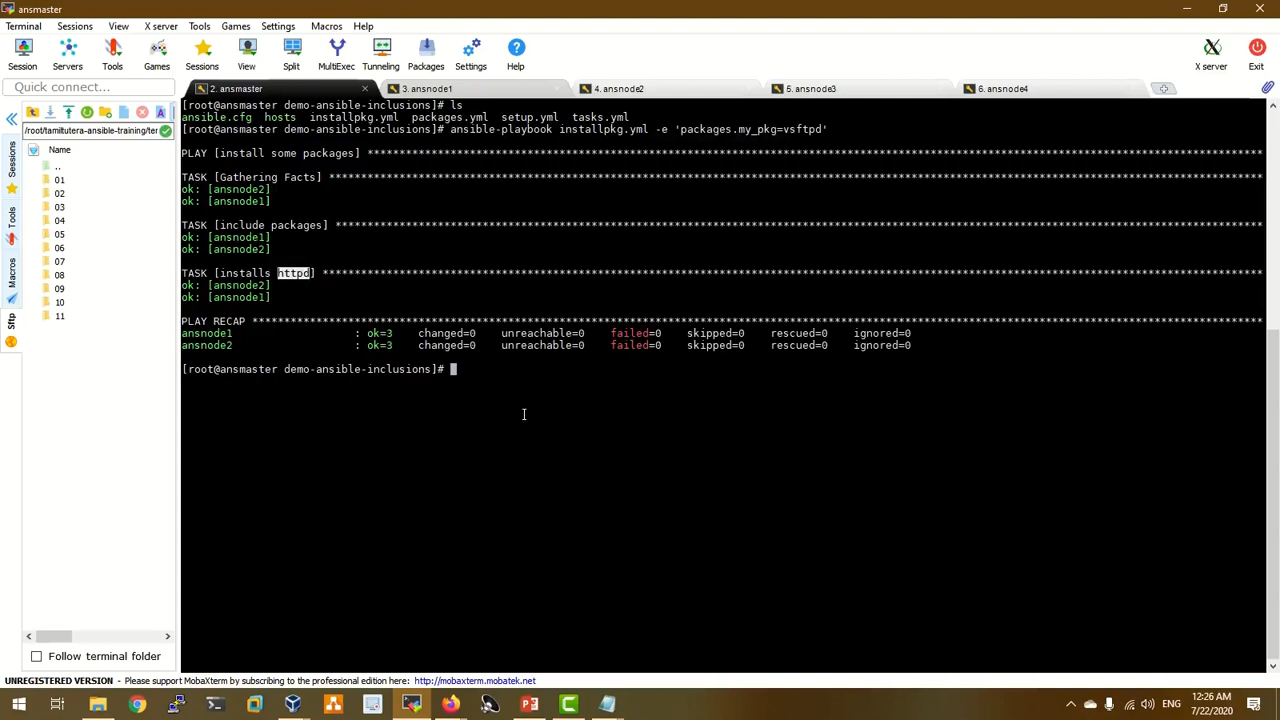 ansmaster
Terminal Sessions View X server Tools Games Settings Macros Help
Session Servers Tools Games Sessions View Split MultiExec Tunneling Packages Settings Help X server Exit
Quick connect...
2. ansmaster 3. ansnode1 4. ansnode2 5. ansnode3 6. ansnode4
/root/tamiltutera-ansible-training/ter
Name
..
01
02
03
04
05
06
07
08
09
10
11
Sessions
Tools
Macros
Sftp
Follow terminal folder
[root@ansmaster demo-ansible-inclusions]# ls
ansible.cfg hosts installpkg.yml packages.yml setup.yml tasks.yml
[root@ansmaster demo-ansible-inclusions]# ansible-playbook installpkg.yml -e 'packages.my_pkg=vsftpd'
PLAY [install some packages] ********************************************************************************************************************************************
TASK [Gathering Facts] **************************************************************************************************************************************************
ok: [ansnode2]
ok: [ansnode1]
TASK [include packages] *************************************************************************************************************************************************
ok: [ansnode1]
ok: [ansnode2]
TASK [installs httpd] ***************************************************************************************************************************************************
ok: [ansnode2]
ok: [ansnode1]
PLAY RECAP **************************************************************************************************************************************************************
ansnode1 : ok=3 changed=0 unreachable=0 failed=0 skipped=0 rescued=0 ignored=0
ansnode2 : ok=3 changed=0 unreachable=0 failed=0 skipped=0 rescued=0 ignored=0
[root@ansmaster demo-ansible-inclusions]#
UNREGISTERED VERSION - Please support MobaXterm by subscribing to the professional edition here: http://mobaxterm.mobatek.net
ENG
12:26 AM
7/22/2020